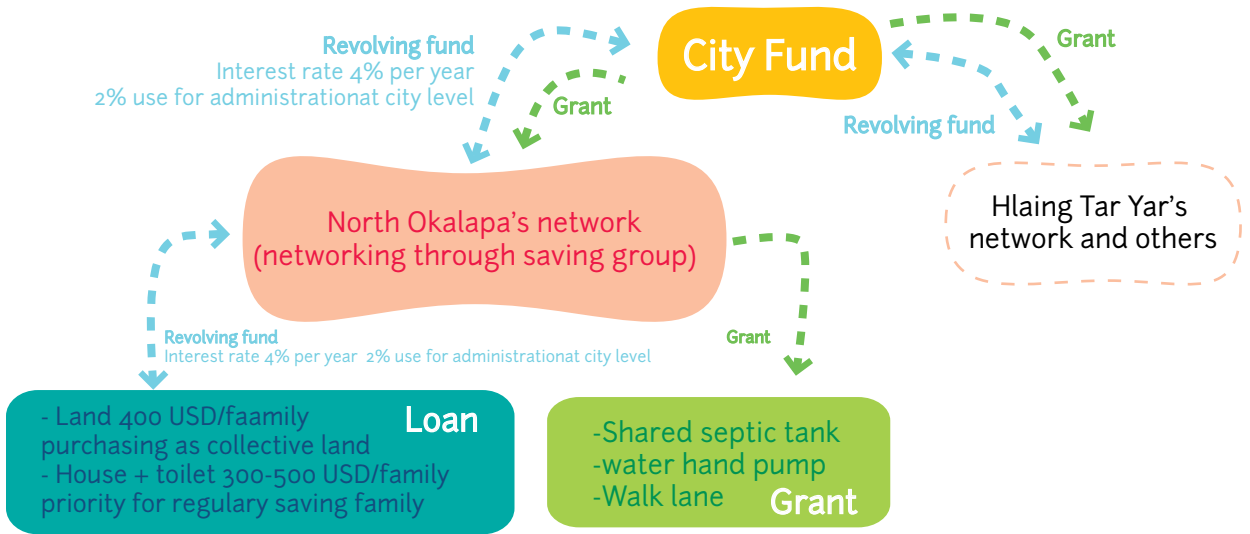 City Fund
Revolving fund
Interest rate 4% per year
2% use for administrationat city level
Grant
Grant
Revolving fund
North Okalapa's network
(networking through saving group)
Hlaing Tar Yar's
network and others
Revolving fund
Interest rate 4% per year 2% use for administrationat city level
Grant
Loan
- Land 400 USD/faamily
purchasing as collective land
- House + toilet 300-500 USD/family
priority for regulary saving family
-Shared septic tank
-water hand pump
-Walk lane
Grant